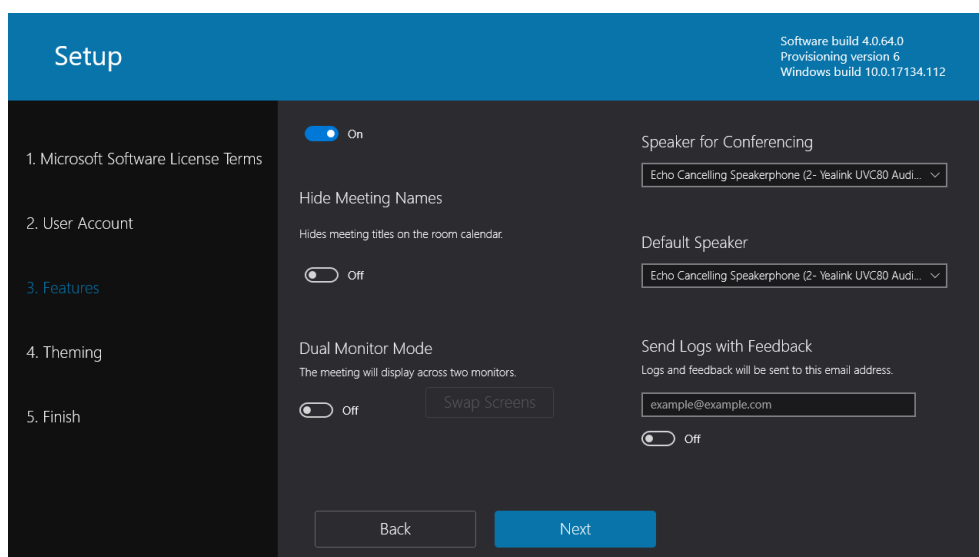 Setup
Software build 4.0.64.0
Provisioning version 6
Windows build 10.0.17134.112
1. Microsoft Software License Terms
2. User Account
3. Features
4. Theming
5. Finish
On
Hide Meeting Names
Hides meeting titles on the room calendar.
Off
Dual Monitor Mode
The meeting will display across two monitors.
Off
Swap Screens
Speaker for Conferencing
Echo Cancelling Speakerphone (2- Yealink UVC80 Audi...
Default Speaker
Echo Cancelling Speakerphone (2- Yealink UVC80 Audi...
Send Logs with Feedback
Logs and feedback will be sent to this email address.
example@example.com
Off
Back
Next